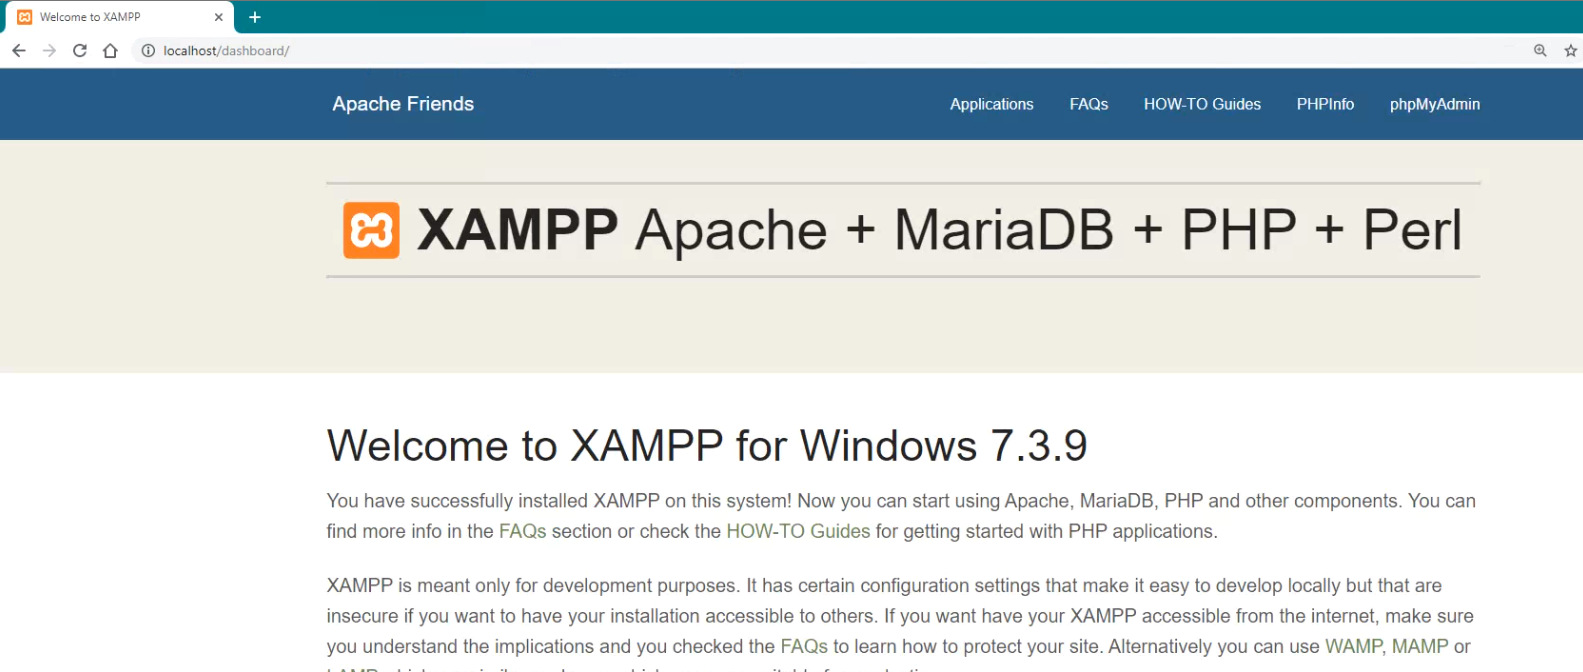 Welcome to XAMPP
localhost/dashboard/
Apache Friends
Applications FAQs HOW-TO Guides PHPInfo phpMyAdmin
XAMPP Apache + MariaDB + PHP + Perl
Welcome to XAMPP for Windows 7.3.9
You have successfully installed XAMPP on this system! Now you can start using Apache, MariaDB, PHP and other components. You can
find more info in the FAQs section or check the HOW-TO Guides for getting started with PHP applications.
XAMPP is meant only for development purposes. It has certain configuration settings that make it easy to develop locally but that are
insecure if you want to have your installation accessible to others. If you want have your XAMPP accessible from the internet, make sure
you understand the implications and you checked the FAQs to learn how to protect your site. Alternatively you can use WAMP, MAMP or